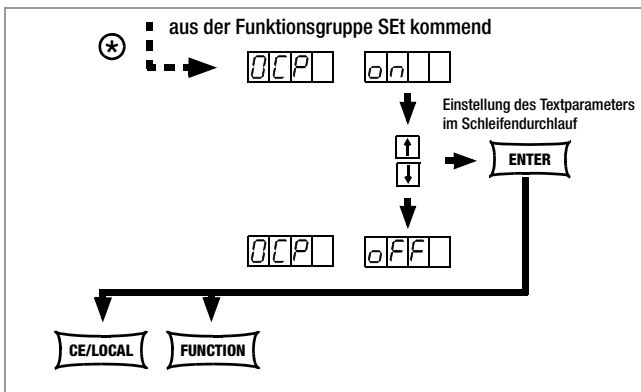 aus der Funktionsgruppe SEt kommend
OCP on
Einstellung des Textparameters
im Schleifendurchlauf
ENTER
OCP oFF
CE/LOCAL FUNCTION